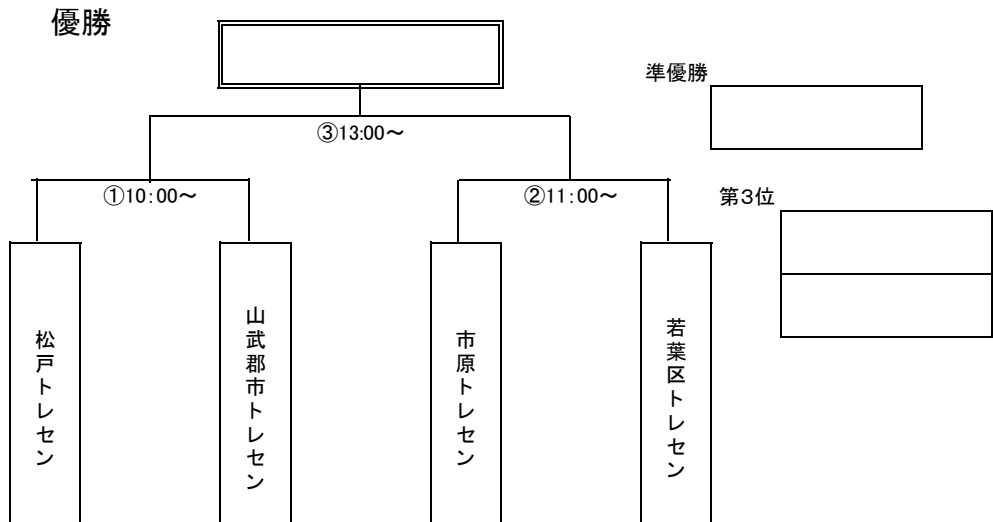 優勝
準優勝
③13:00～
①10:00～
②11:00～
第3位
松戸トレセン
山武郡市トレセン
市原トレセン
若葉区トレセン